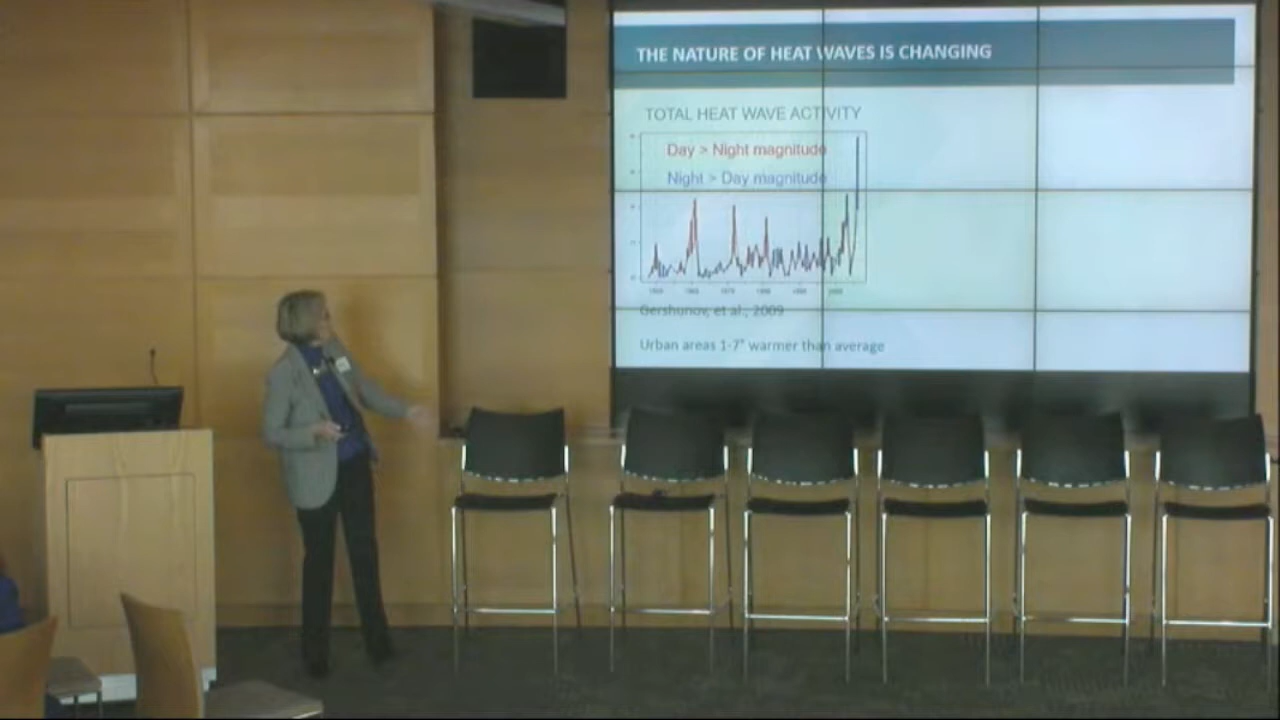 THE NATURE OF HEAT WAVES IS CHANGING
TOTAL HEAT WAVE ACTIVITY
Day > Night magnitude
Night > Day magnitude
Gershunov, et al., 2009
Urban areas 1-7° warmer than average